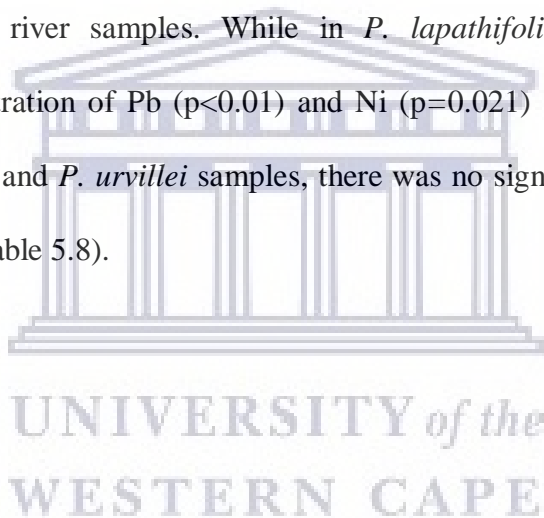 river samples. While in P. lapathifoli
ration of Pb (p<0.01) and Ni (p=0.021)
and P. urvillei samples, there was no sign
able 5.8).
UNIVERSITY of the
WESTERN CAPE